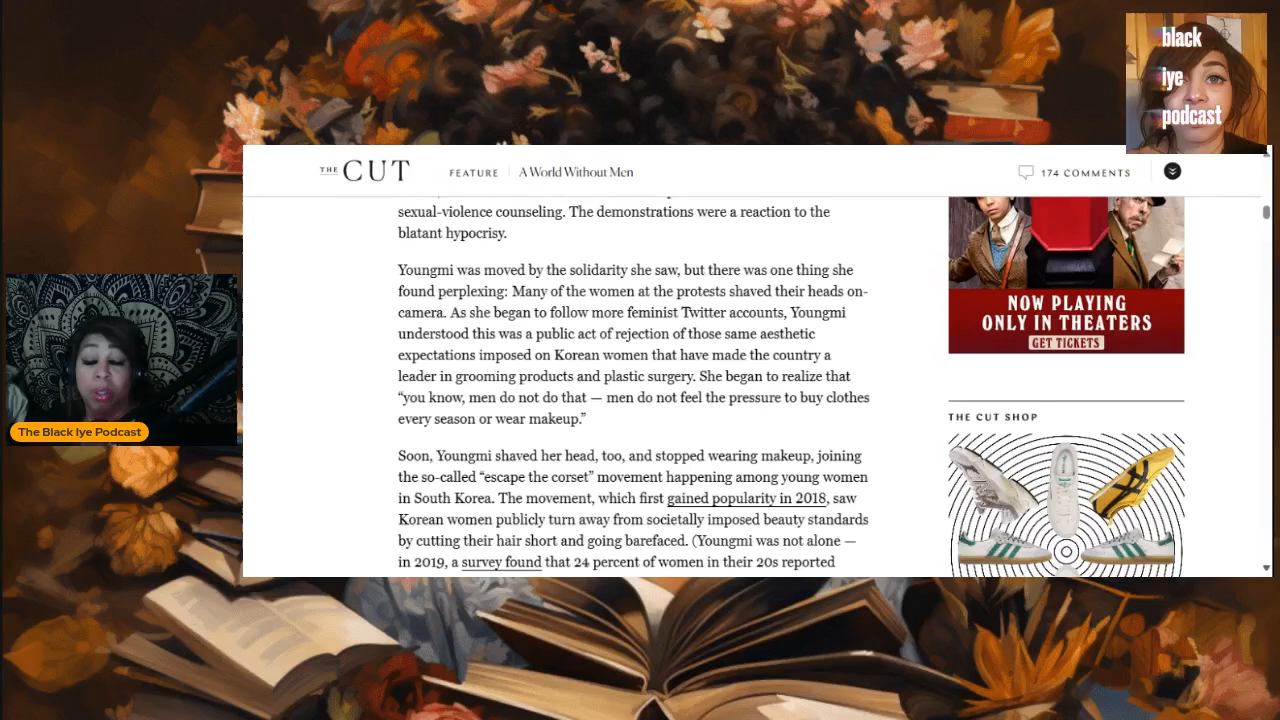 black
iye
podcast
THE CUT
FEATURE
A World Without Men
174 COMMENTS
sexual-violence counseling. The demonstrations were a reaction to the
blatant hypocrisy.
Youngmi was moved by the solidarity she saw, but there was one thing she
found perplexing: Many of the women at the protests shaved their heads on-
camera. As she began to follow more feminist Twitter accounts, Youngmi
understood this was a public act of rejection of those same aesthetic
expectations imposed on Korean women that have made the country a
leader in grooming products and plastic surgery. She began to realize that
“you know, men do not do that — men do not feel the pressure to buy clothes
every season or wear makeup.”
Soon, Youngmi shaved her head, too, and stopped wearing makeup, joining
the so-called “escape the corset” movement happening among young women
in South Korea. The movement, which first gained popularity in 2018, saw
Korean women publicly turn away from societally imposed beauty standards
by cutting their hair short and going barefaced. (Youngmi was not alone —
in 2019, a survey found that 24 percent of women in their 20s reported
NOW PLAYING
ONLY IN THEATERS
GET TICKETS
THE CUT SHOP
The Black Iye Podcast